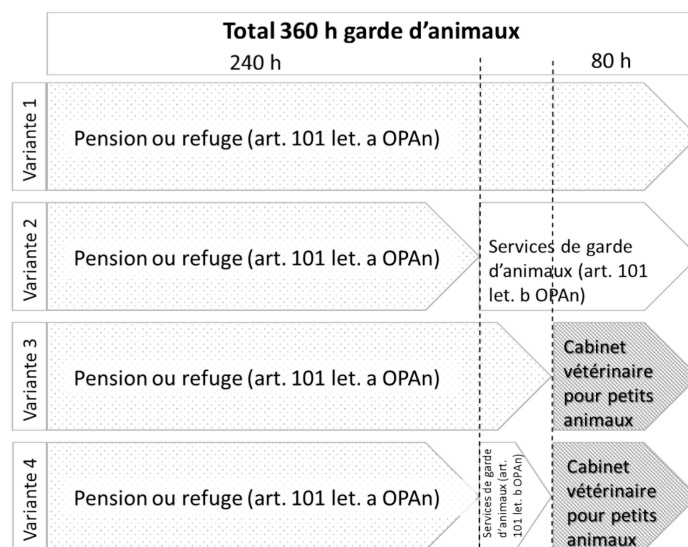 Total 360 h garde d’animaux
240 h
80 h
Variante 1
Pension ou refuge (art. 101 let. a OPAn)
Variante 2
Pension ou refuge (art. 101 let. a OPAn)
Services de garde
d’animaux (art. 101
let. b OPAn)
Variante 3
Pension ou refuge (art. 101 let. a OPAn)
Cabinet
vétérinaire
pour petits
animaux
Variante 4
Pension ou refuge (art. 101 let. a OPAn)
Services de garde
d’animaux (art.
101 let. b OPAn)
Cabinet
vétérinaire
pour petits
animaux